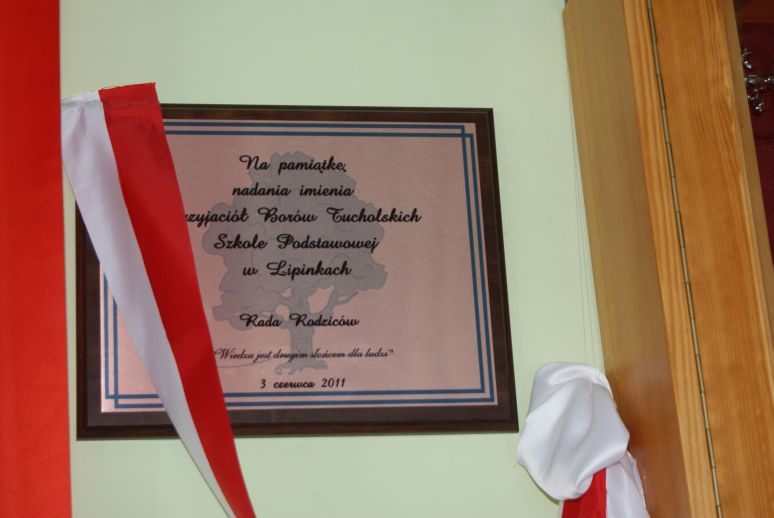 Na pamiątkę,
nadania imienia
Borów Tucholskich
Szkole Podstawowej
w Lipinkach
Rada Rodziców
"Wiedza jest drugim słońcem dla ludzi"
3 czerwca 2011